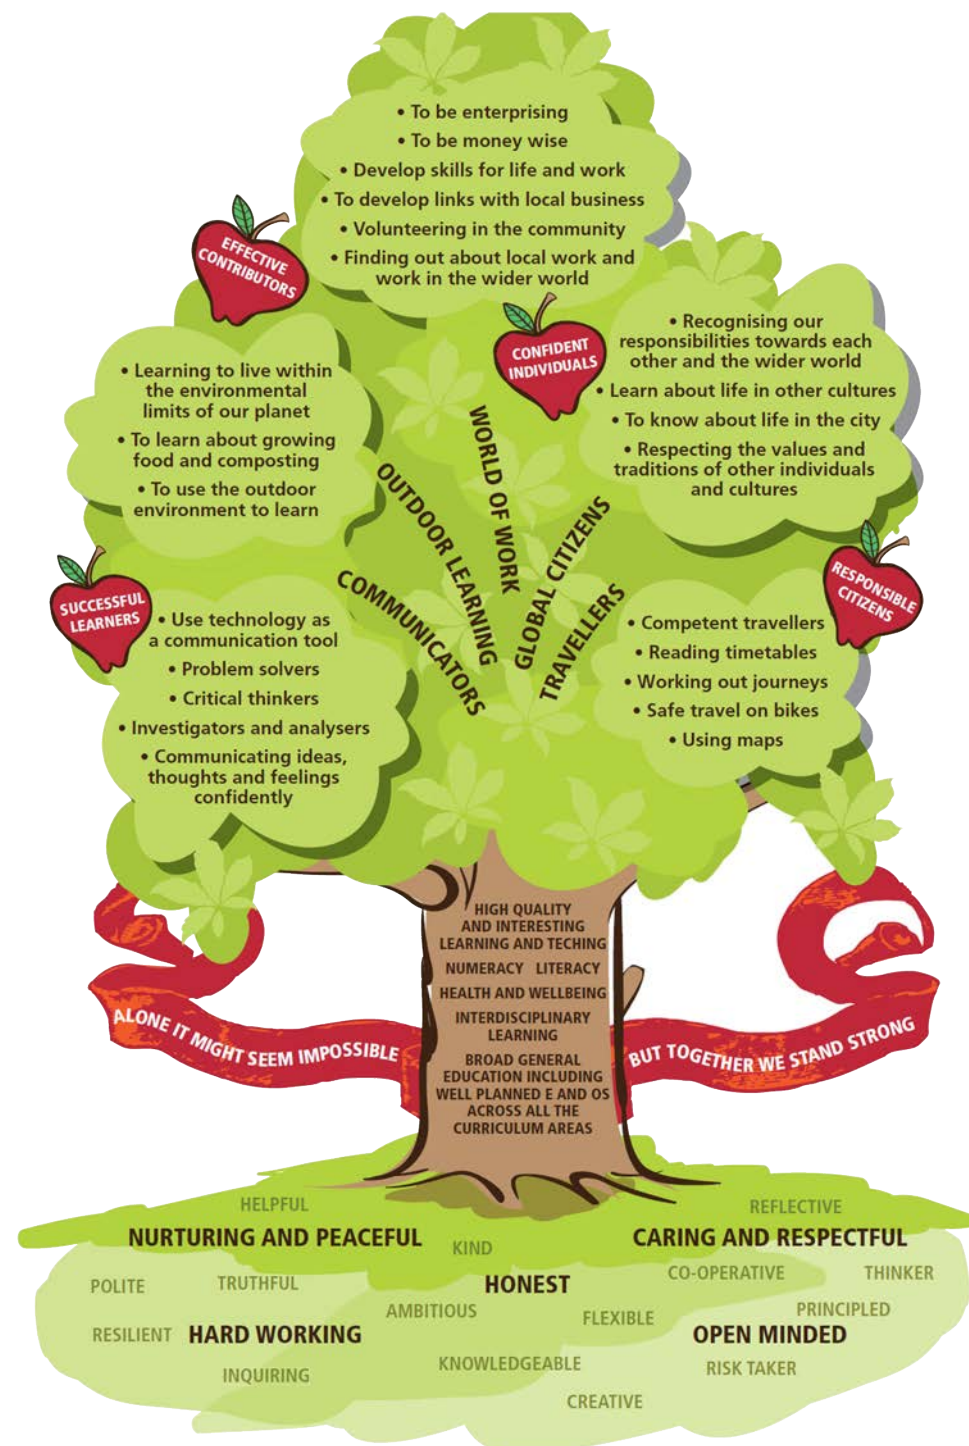 • To be enterprising
• To be money wise
• Develop skills for life and work
• To develop links with local business
• Volunteering in the community
• Finding out about local work and
work in the wider world
EFFECTIVE
CONTRIBUTORS
CONFIDENT
INDIVIDUALS
• Recognising our
responsibilities towards each
other and the wider world
• Learn about life in other cultures
• To know about life in the city
• Respecting the values and
traditions of other individuals
and cultures
• Learning to live within
the environmental
limits of our planet
• To learn about growing
food and composting
• To use the outdoor
environment to learn
COMMUNICATORS
OUTDOOR LEARNING
WORLD OF WORK
GLOBAL CITIZENS
TRAVELLERS
SUCCESSFUL
LEARNERS
RESPONSIBLE
CITIZENS
• Use technology as
a communication tool
• Problem solvers
• Critical thinkers
• Investigators and analysers
• Communicating ideas,
thoughts and feelings
confidently
• Competent travellers
• Reading timetables
• Working out journeys
• Safe travel on bikes
• Using maps
HIGH QUALITY
AND INTERESTING
LEARNING AND TECHING
NUMERACY LITERACY
HEALTH AND WELLBEING
INTERDISCIPLINARY
LEARNING
BROAD GENERAL
EDUCATION INCLUDING
WELL PLANNED E AND OS
ACROSS ALL THE
CURRICULUM AREAS
ALONE IT MIGHT SEEM IMPOSSIBLE
BUT TOGETHER WE STAND STRONG
HELPFUL
REFLECTIVE
NURTURING AND PEACEFUL
KIND
CARING AND RESPECTFUL
POLITE
TRUTHFUL
HONEST
CO-OPERATIVE
THINKER
AMBITIOUS
FLEXIBLE
PRINCIPLED
RESILIENT
HARD WORKING
OPEN MINDED
INQUIRING
KNOWLEDGEABLE
RISK TAKER
CREATIVE